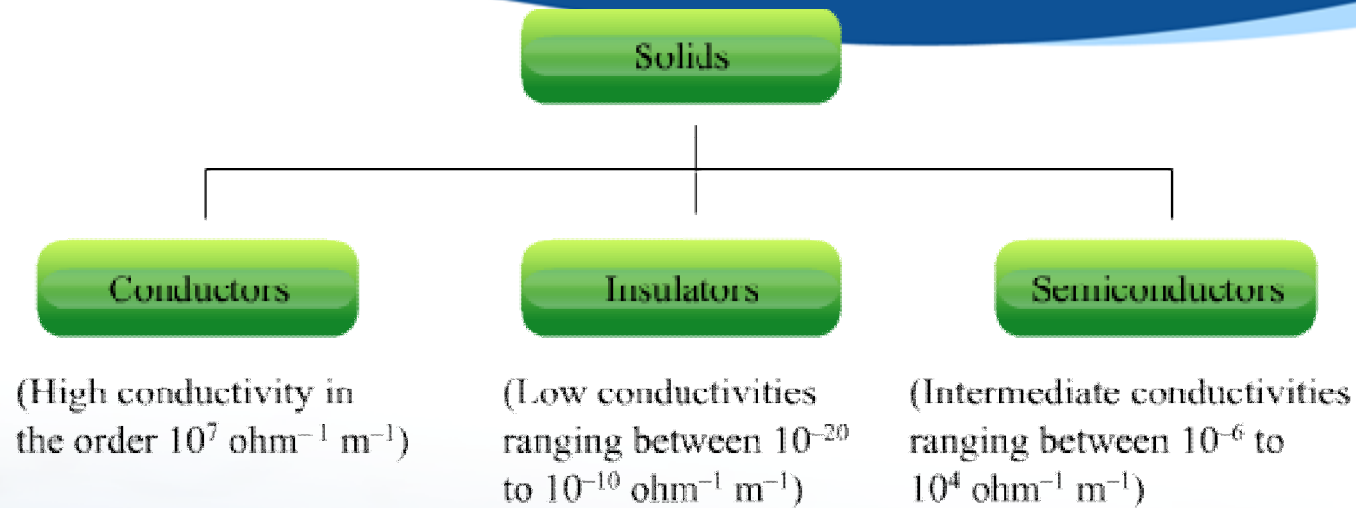 Solids
Conductors
Insulators
Semiconductors
(High conductivity in
the order 10⁷ ohm⁻¹ m⁻¹)
(Low conductivities
ranging between 10⁻²⁰
to 10⁻¹⁰ ohm⁻¹ m⁻¹)
(Intermediate conductivities
ranging between 10⁻⁶ to
10⁴ ohm⁻¹ m⁻¹)